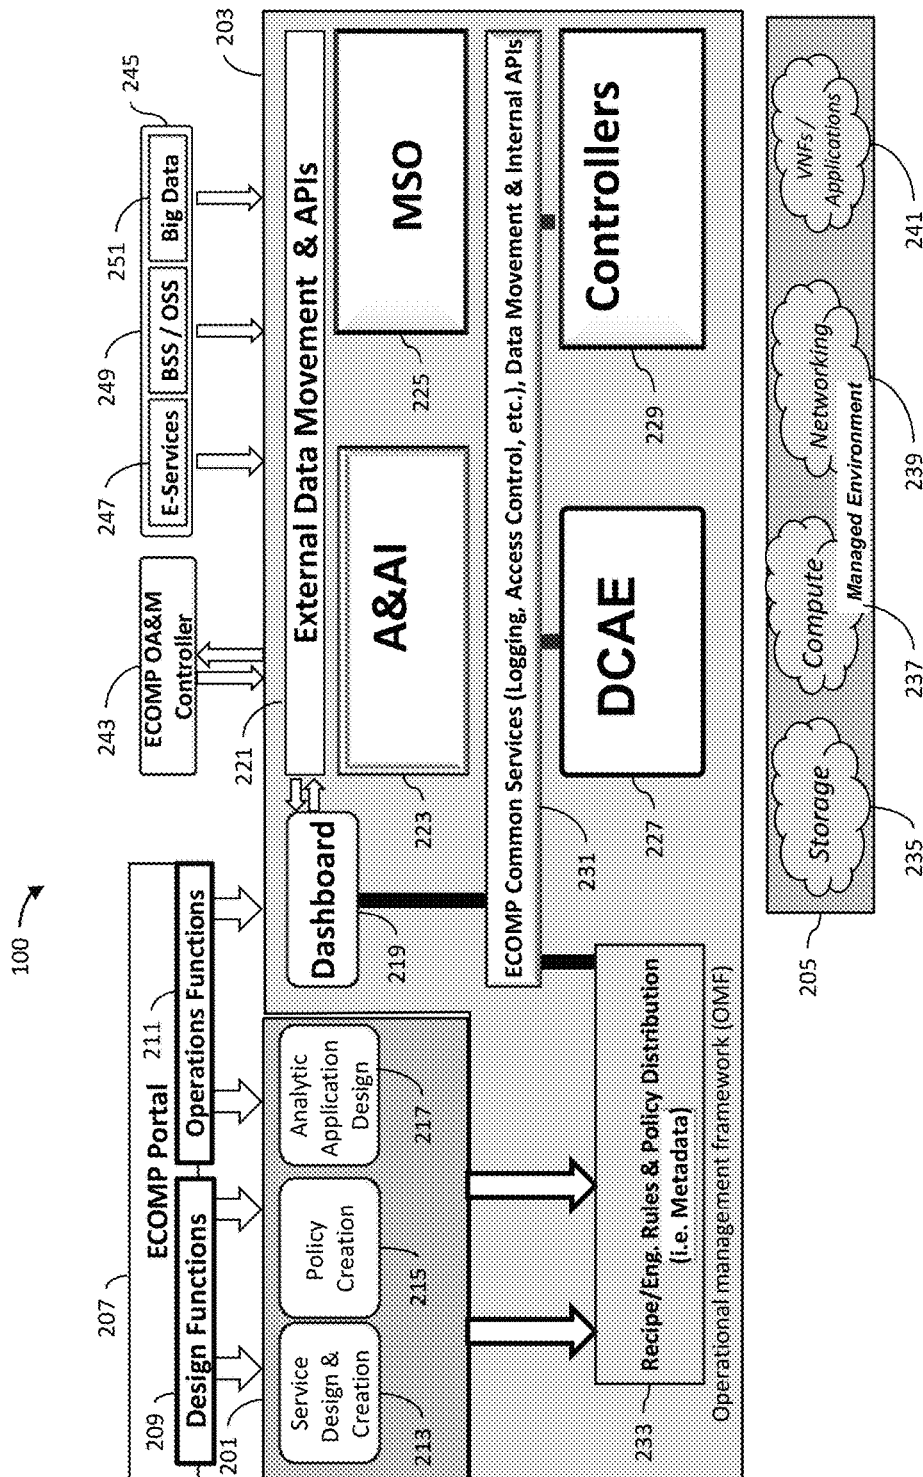 100
207
ECOMP Portal
209
Design Functions
211
Operations Functions
243
ECOMP OA&M
Controller
245
247
E-Services
249
BSS / OSS
251
Big Data
201
203
Service
Design &
Creation
213
Policy
Creation
215
Analytic
Application
Design
217
Dashboard
219
221
External Data Movement & APIs
A&AI
223
MSO
225
ECOMP Common Services (Logging, Access Control, etc.), Data Movement & Internal APIs
231
DCAE
227
Controllers
229
Recipe/Eng. Rules & Policy Distribution
(i.e. Metadata)
233
Operational management framework (OMF)
205
Storage
Compute
Networking
VNFs /
Applications
Managed Environment
235
237
239
241